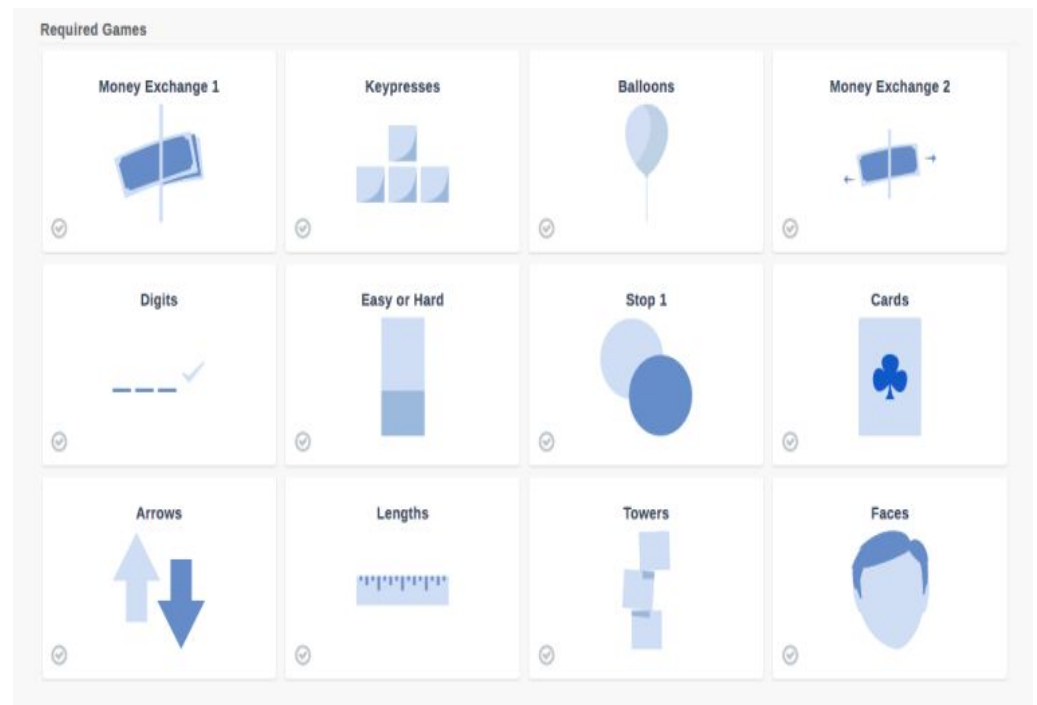 Required Games
Money Exchange 1
Keypresses
Balloons
Money Exchange 2
Digits
Easy or Hard
Stop 1
Cards
Arrows
Lengths
Towers
Faces